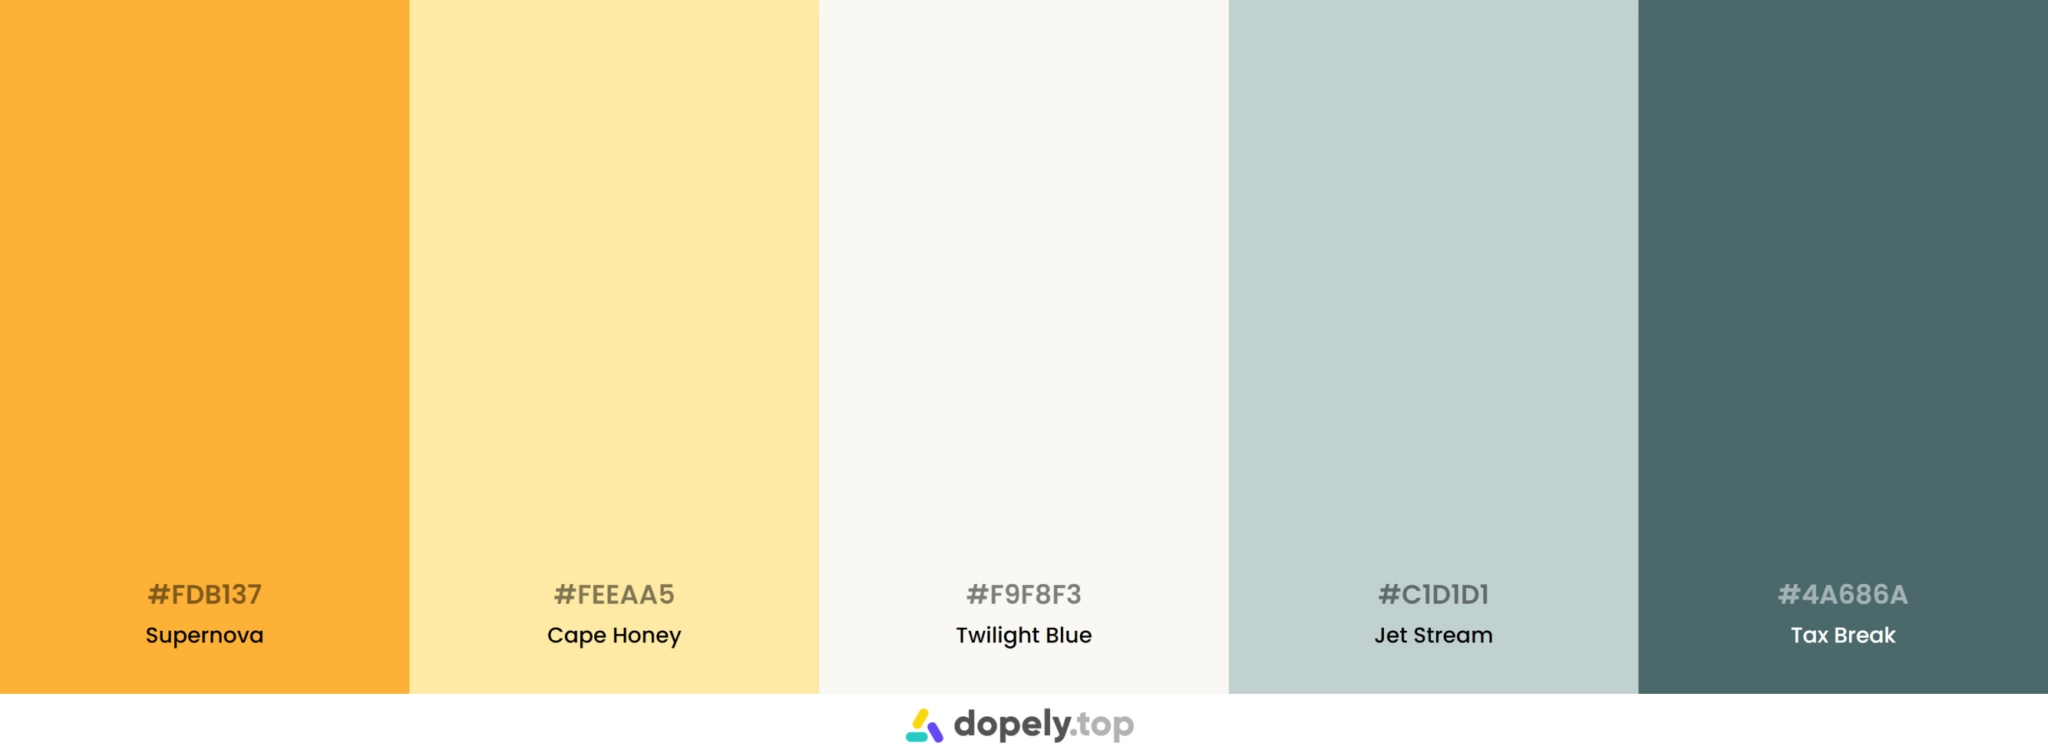 #FDB137
Supernova
#FEEAA5
Cape Honey
#F9F8F3
Twilight Blue
#C1D1D1
Jet Stream
#4A686A
Tax Break
dopely.top